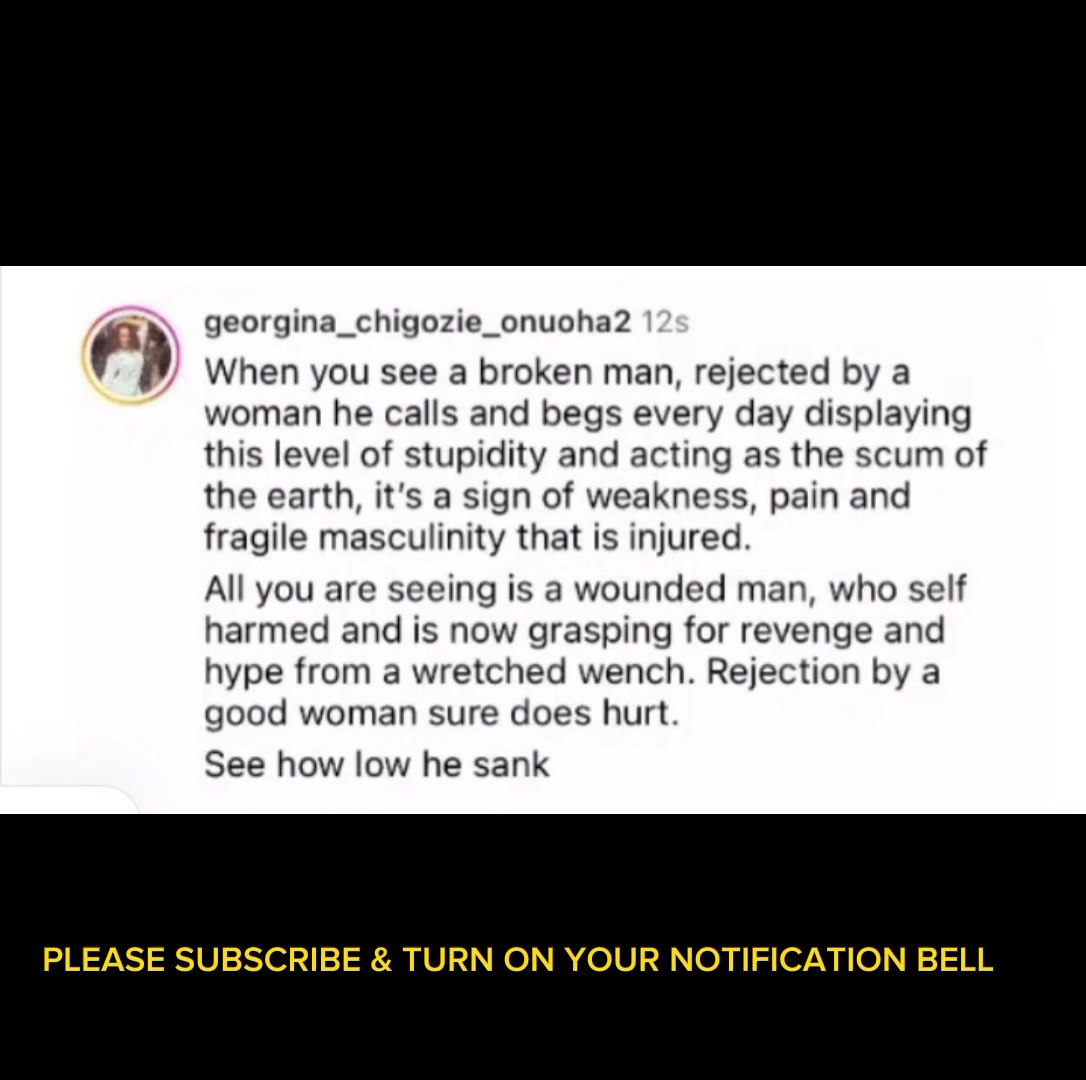 georgina_chigozie_onuoha2 12s
When you see a broken man, rejected by a
woman he calls and begs every day displaying
this level of stupidity and acting as the scum of
the earth, it's a sign of weakness, pain and
fragile masculinity that is injured.
All you are seeing is a wounded man, who self
harmed and is now grasping for revenge and
hype from a wretched wench. Rejection by a
good woman sure does hurt.
See how low he sank
PLEASE SUBSCRIBE & TURN ON YOUR NOTIFICATION BELL